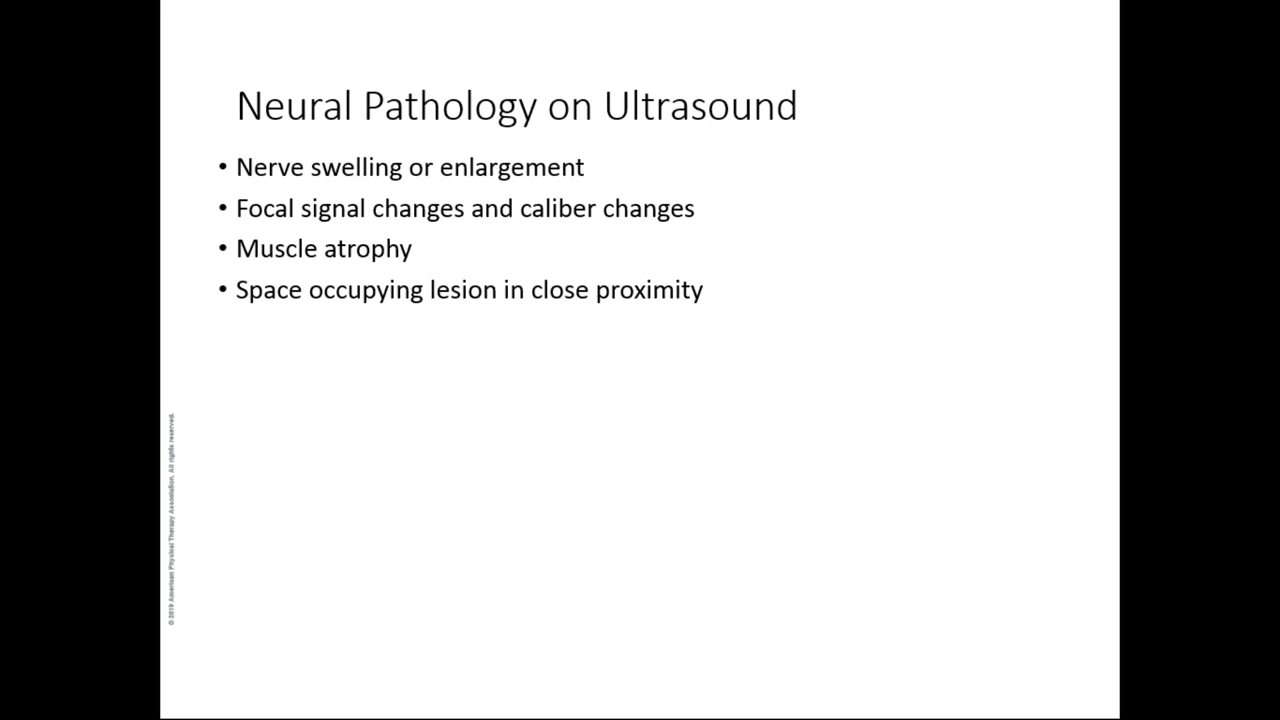 Neural Pathology on Ultrasound
• Nerve swelling or enlargement
• Focal signal changes and caliber changes
• Muscle atrophy
• Space occupying lesion in close proximity
© 2019 American Physical Therapy Association. All rights reserved.